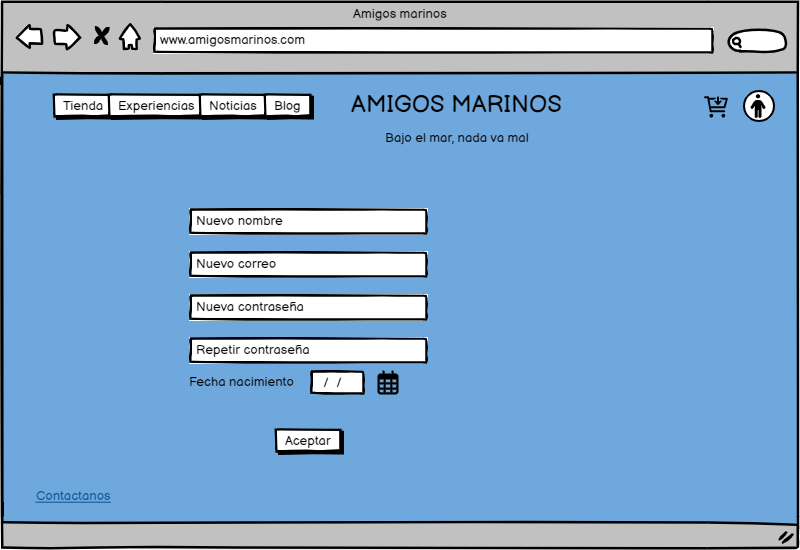 Amigos marinos
www.amigosmarinos.com
Tienda Experiencias Noticias Blog
AMIGOS MARINOS
Bajo el mar, nada va mal
Nuevo nombre
Nuevo correo
Nueva contraseña
Repetir contraseña
Fecha nacimiento / /
Aceptar
Contactanos